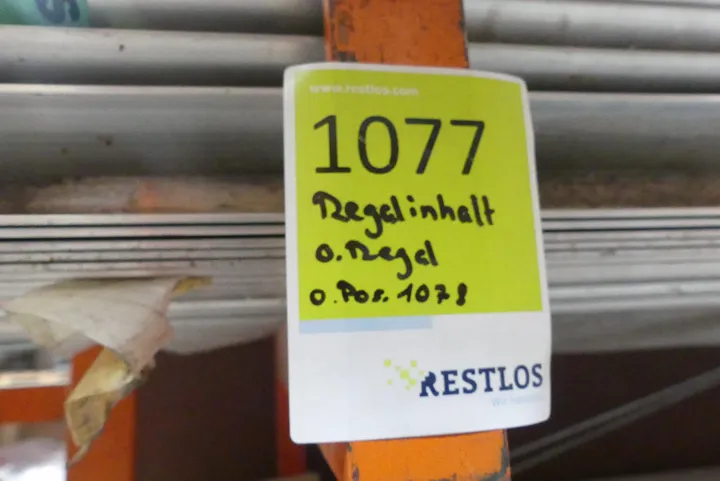 S
www.restlos.com
1077
Regalinhalt
o. Regal
o. Pos. 1078
RESTLOS